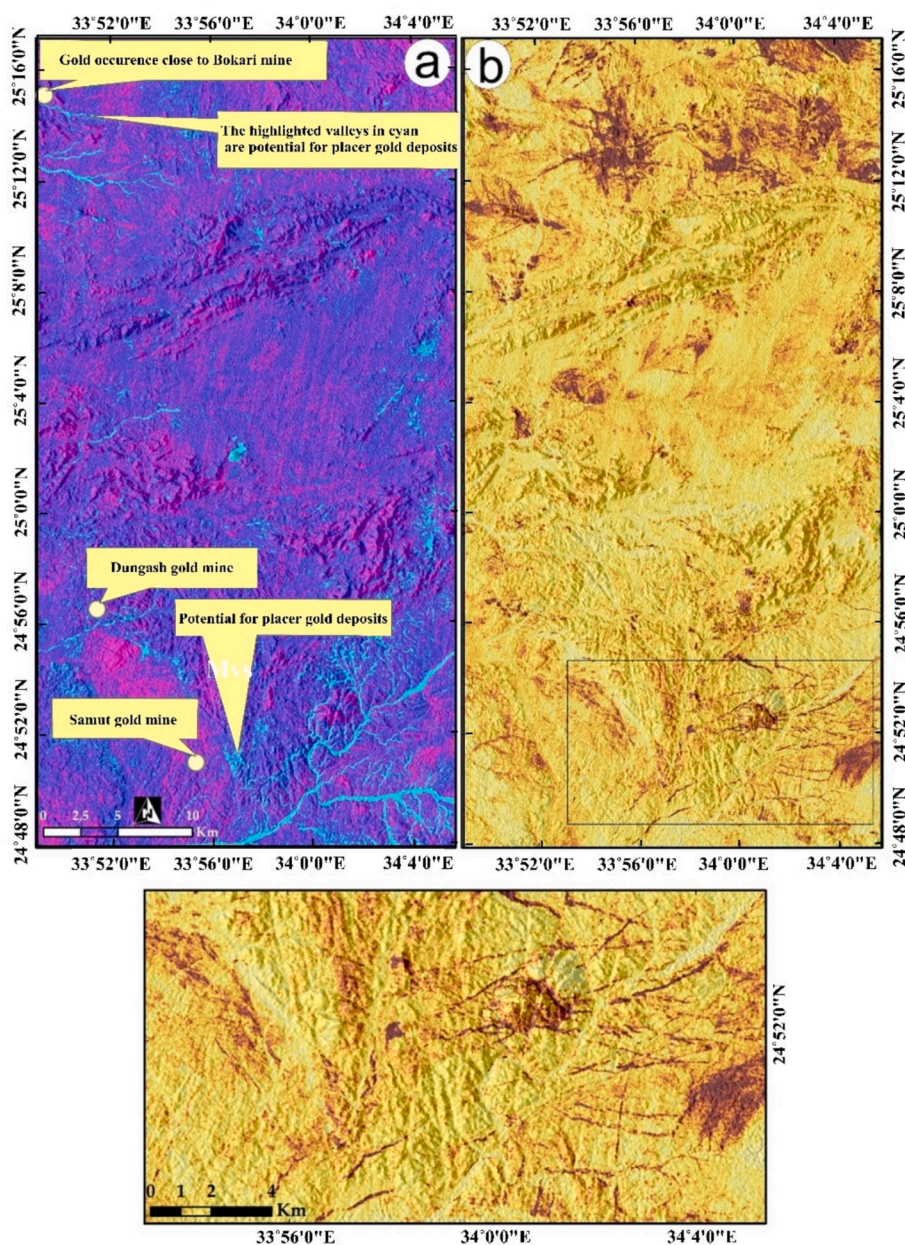 33°52'0"E 33°56'0"E 34°0'0"E 34°4'0"E
33°52'0"E 33°56'0"E 34°0'0"E 34°4'0"E
a
b
Gold occurence close to Bokari mine
The highlighted valleys in cyan
are potential for placer gold deposits
Dungash gold mine
Potential for placer gold deposits
Mvs
Samut gold mine
N
0 2,5 5 10
Km
25°16'0"N
25°12'0"N
25°8'0"N
25°4'0"N
25°0'0"N
24°56'0"N
24°52'0"N
24°48'0"N
25°16'0"N
25°12'0"N
25°8'0"N
25°4'0"N
25°0'0"N
24°56'0"N
24°52'0"N
24°48'0"N
33°52'0"E 33°56'0"E 34°0'0"E 34°4'0"E
33°52'0"E 33°56'0"E 34°0'0"E 34°4'0"E
24°52'0"N
0 1 2 4
Km
33°56'0"E 34°0'0"E 34°4'0"E